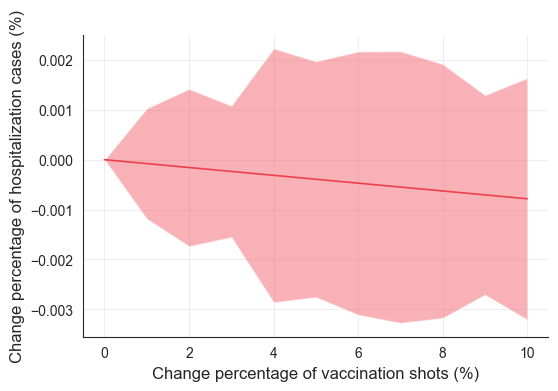 Change percentage of hospitalization cases (%)
0.002
0.001
0.000
−0.001
−0.002
−0.003
0 2 4 6 8 10
Change percentage of vaccination shots (%)